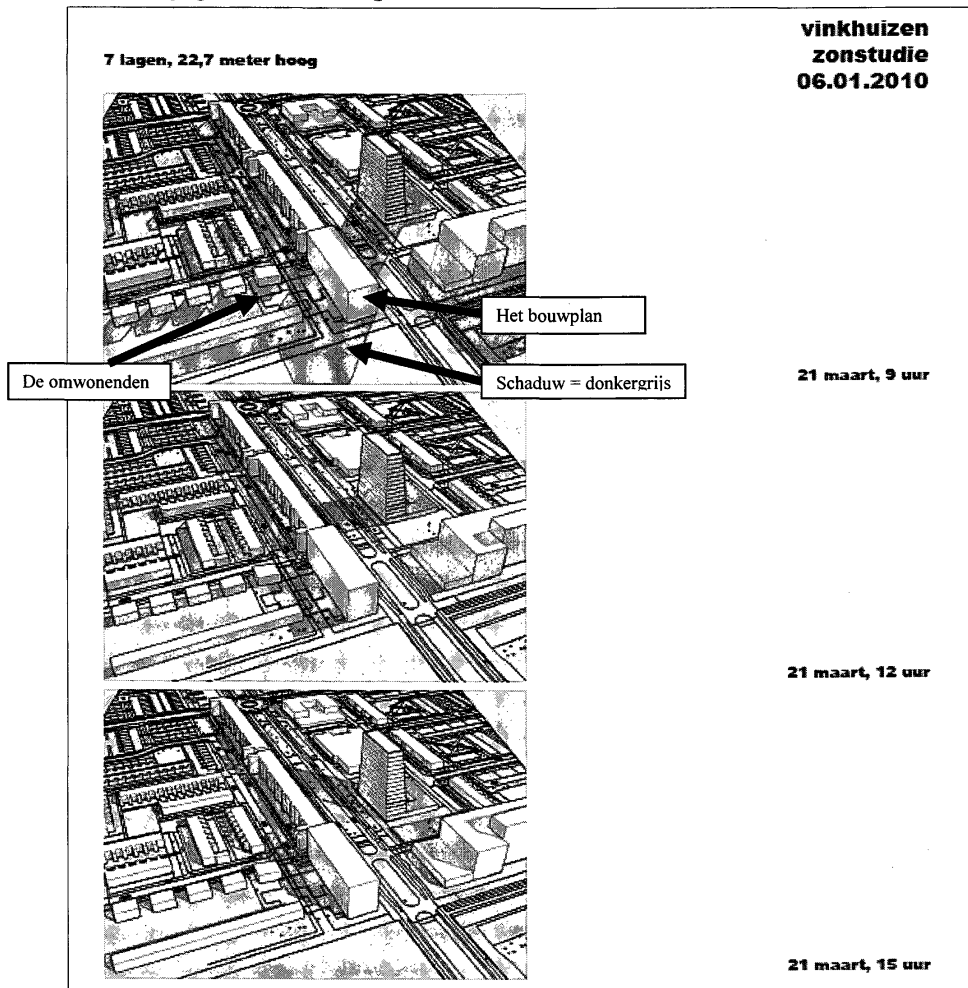 vinkhuizen
zonstudie
06.01.2010
7 lagen, 22,7 meter hoog
Het bouwplan
De omwonenden
Schaduw = donkergrijs
21 maart, 9 uur
21 maart, 12 uur
21 maart, 15 uur